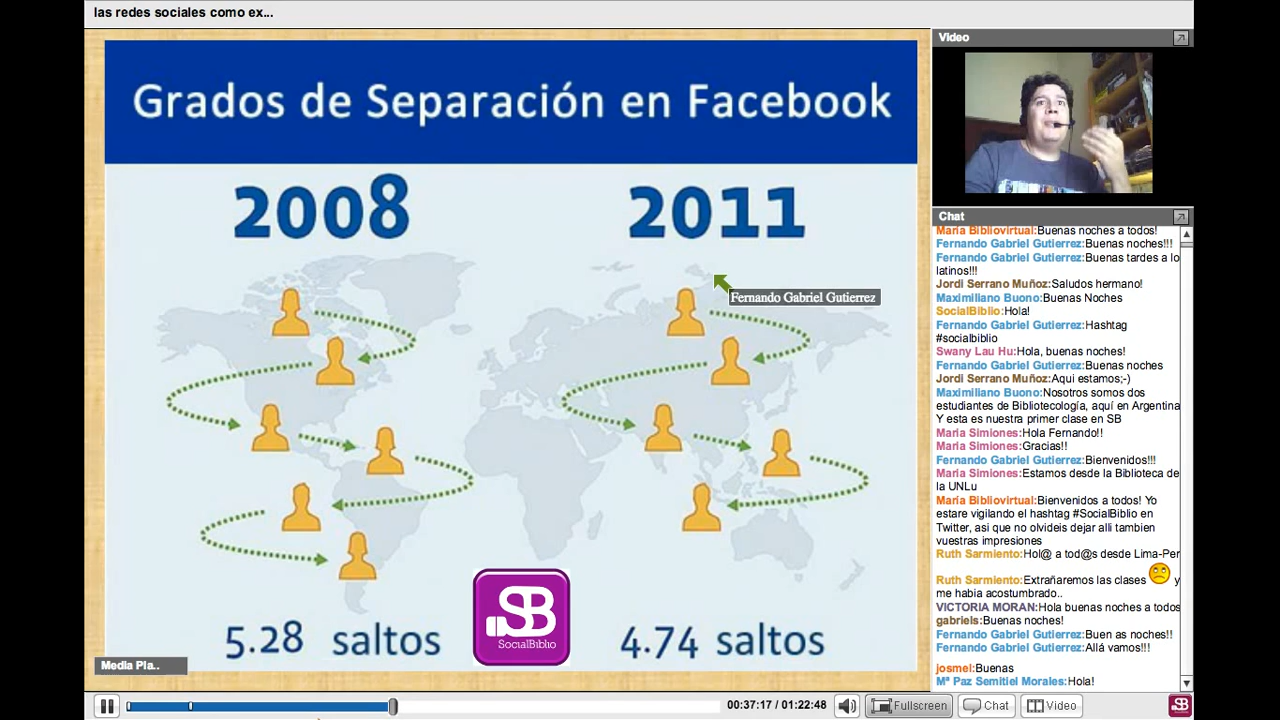 las redes sociales como ex...
Grados de Separación en Facebook
2008
2011
Fernando Gabriel Gutierrez
5.28 saltos
4.74 saltos
SB
SocialBiblio
Media Pla..
Video
Chat
Maria Bibliovirtual:Buenas noches a todos!
Fernando Gabriel Gutierrez:Buenas noches!!!
Fernando Gabriel Gutierrez:Buenas tardes a lo
latinos!!!
Jordi Serrano Muñoz:Saludos hermano!
Maximiliano Buono:Buenas Noches
SocialBiblio:Hola!
Fernando Gabriel Gutierrez:Hashtag
#socialbiblio
Swany Lau Hu:Hola, buenas noches!
Fernando Gabriel Gutierrez:Buenas noches
Jordi Serrano Muñoz:Aqui estamos;-)
Maximiliano Buono:Nosotros somos dos
estudiantes de Bibliotecología, aquí en Argentina
Y esta es nuestra primer clase en SB
Maria Simiones:Hola Fernando!!
Maria Simiones:Gracias!!
Fernando Gabriel Gutierrez:Bienvenidos!!!
Maria Simiones:Estamos desde la Biblioteca de
la UNLu
María Bibliovirtual:Bienvenidos a todos! Yo
estare vigilando el hashtag #SocialBiblio en
Twitter, asi que no olvideis dejar alli tambien
vuestras impresiones
Ruth Sarmiento:Hol@ a tod@s desde Lima-Per
Ruth Sarmiento:Extrañaremos las clases y
me habia acostumbrado..
VICTORIA MORAN:Hola buenas noches a todos
gabriels:Buenas noches!
Fernando Gabriel Gutierrez:Buen as noches!!
Fernando Gabriel Gutierrez:Allá vamos!!!
josmel:Buenas
Mª Paz Semitiel Morales:Hola!
00:37:17 / 01:22:48
Fullscreen
Chat
Video
SB